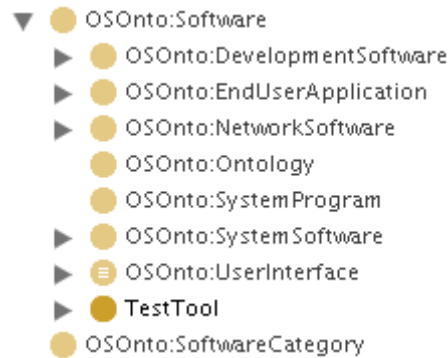 OSOnto:Software
OSOnto:DevelopmentSoftware
OSOnto:EndUserApplication
OSOnto:NetworkSoftware
OSOnto:Ontology
OSOnto:SystemProgram
OSOnto:SystemSoftware
OSOnto:UserInterface
TestTool
OSOnto:SoftwareCategory